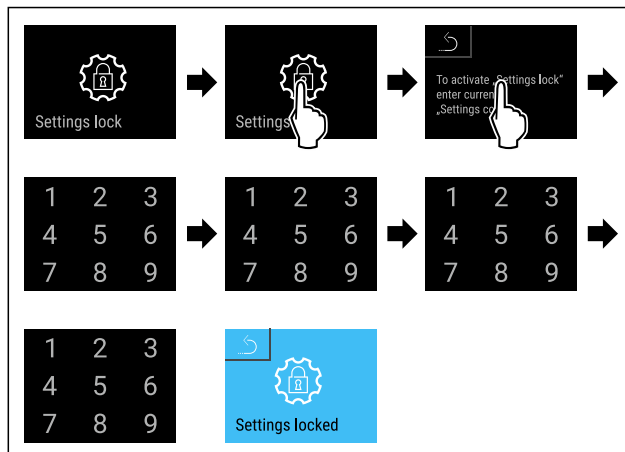 Settings lock
Settings
To activate „Settings lock“
enter curren
„Settings co
1 2 3
4 5 6
7 8 9
1 2 3
4 5 6
7 8 9
1 2 3
4 5 6
7 8 9
1 2 3
4 5 6
7 8 9
Settings locked